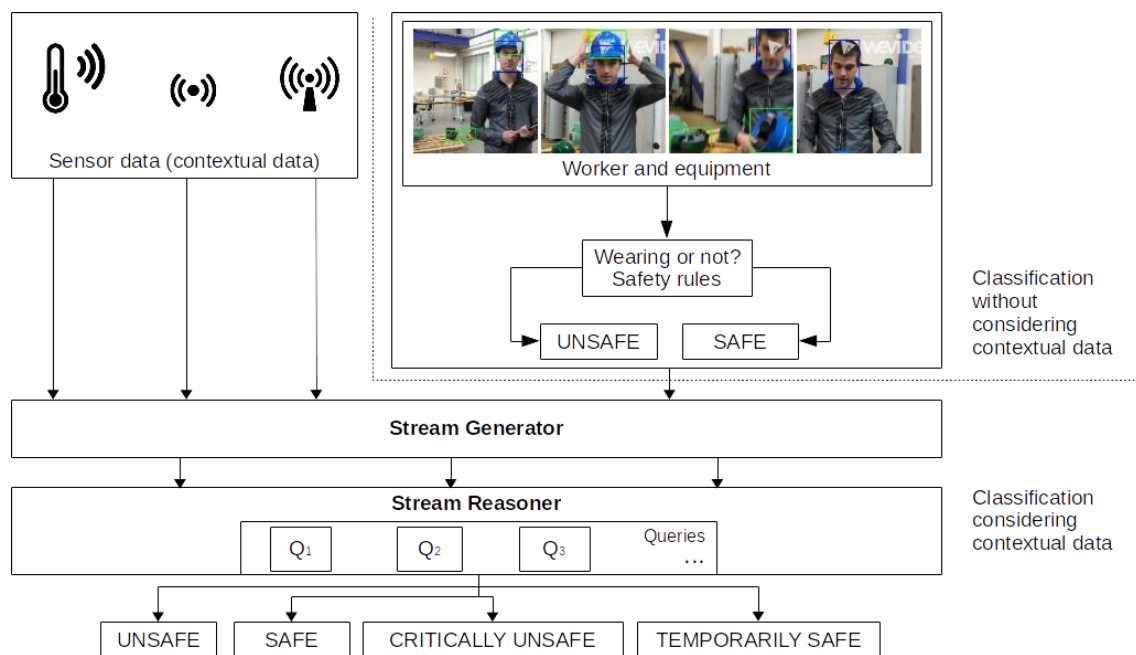 Sensor data (contextual data)
Worker and equipment
Wearing or not?
Safety rules
UNSAFE
SAFE
Classification
without
considering
contextual data
Stream Generator
Stream Reasoner
Q1
Q2
Q3
Queries
...
Classification
considering
contextual data
UNSAFE
SAFE
CRITICALLY UNSAFE
TEMPORARILY SAFE